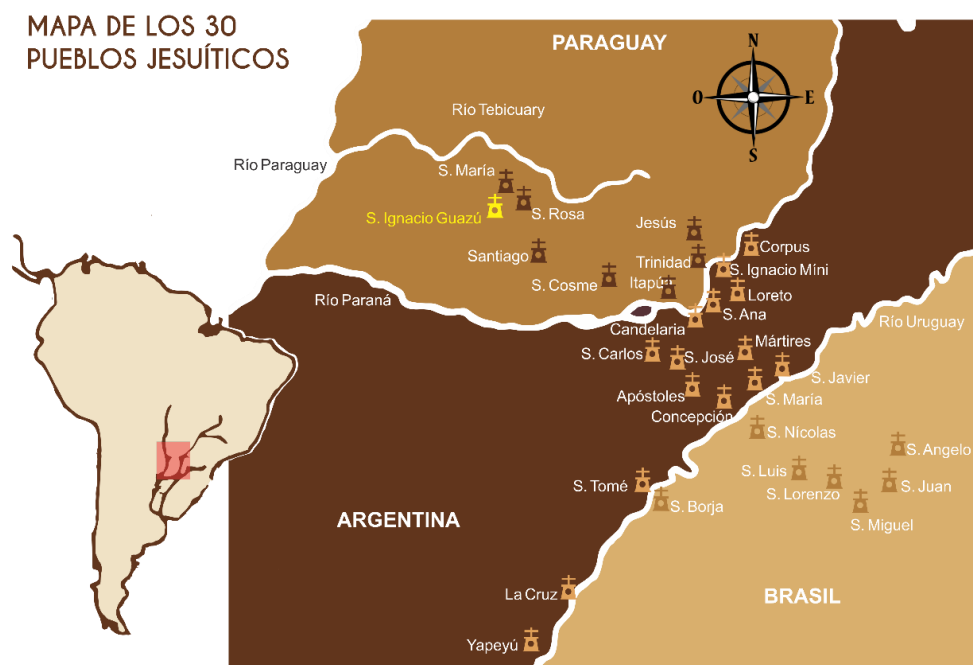 MAPA DE LOS 30
PUEBLOS JESUÍTICOS
PARAGUAY
N
O
E
S
Río Tebicuary
Río Paraguay
S. María
S. Ignacio Guazú
S. Rosa
Jesús
Corpus
Santiago
Trinidad
S. Ignacio Míni
S. Cosme
Itapúa
Loreto
Río Paraná
S. Ana
Candelaria
Río Uruguay
Mártires
S. Carlos
S. José
S. Javier
Apóstoles
S. María
Concepción
S. Nícolas
S. Angelo
S. Luis
S. Tomé
S. Lorenzo
S. Juan
S. Borja
ARGENTINA
S. Miguel
La Cruz
BRASIL
Yapeyú